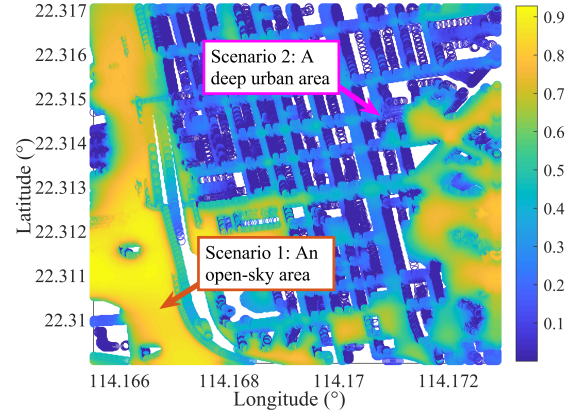 22.317
22.316
22.315
22.314
22.313
22.312
22.311
22.31
Latitude (°)
Scenario 2: A
deep urban area
Scenario 1: An
open-sky area
114.166 114.168 114.17 114.172
Longitude (°)
0.9
0.8
0.7
0.6
0.5
0.4
0.3
0.2
0.1